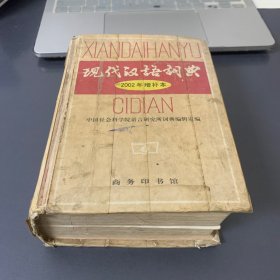 XIANDAIHANYU
现代汉语词典
2002年增补本
CIDIAN
中国社会科学院语言研究所词典编辑室编
商务印书馆